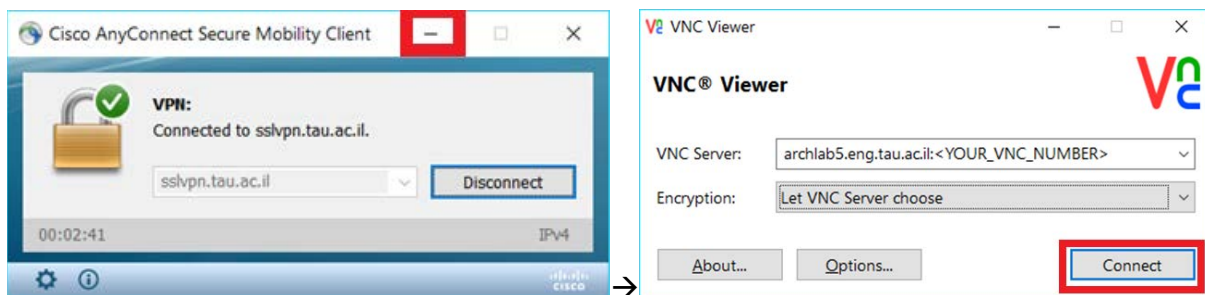 Cisco AnyConnect Secure Mobility Client
VPN:
Connected to sslvpn.tau.ac.il.
sslvpn.tau.ac.il
Disconnect
00:02:41
IPv4
cisco
→
VNC Viewer
VNC® Viewer
VNC Server:
archlab5.eng.tau.ac.il:<YOUR_VNC_NUMBER>
Encryption:
Let VNC Server choose
About...
Options...
Connect